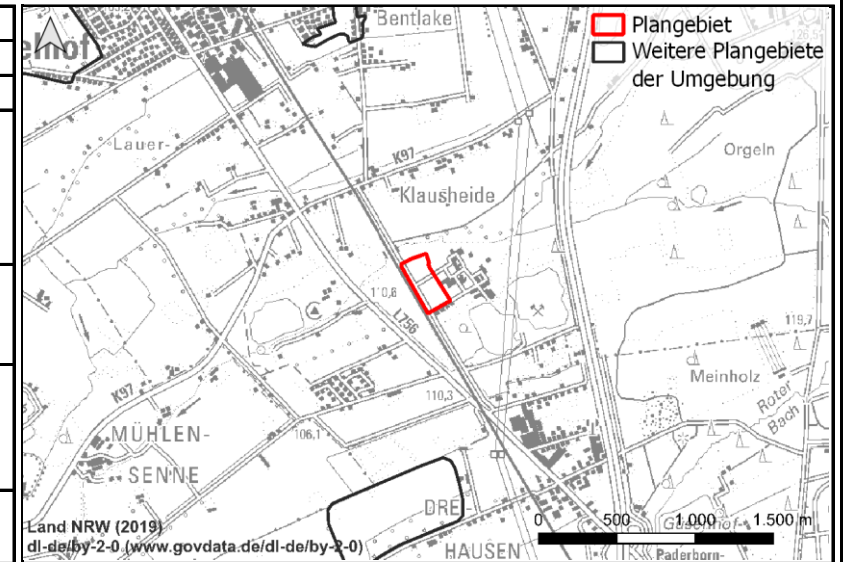 Bentlake
Plangebiet
Weitere Plangebiete
der Umgebung
elhof
Lauer-
K97
Klausheide
Orgeln
110,6
L756
119,7
Meinholz
K97
110,3
Roter
Bach
MÜHLEN-
SENNE
106,1
DRE
HAUSEN
Land NRW (2019)
dl-de/by-2-0 (www.govdata.de/dl-de/by-2-0)
0 500 1.000 1.500 m
Paderborn-